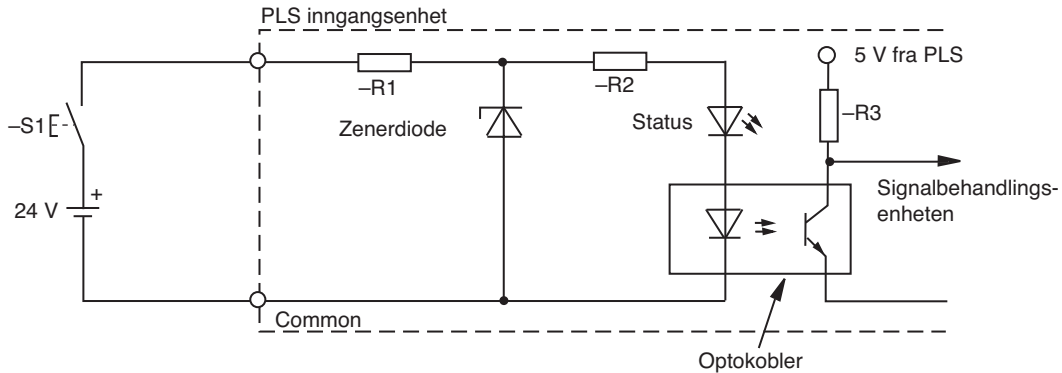 PLS inngangsenhet
5 V fra PLS
–R1
–R2
–R3
–S1
Zenerdiode
Status
+
24 V
Signalbehandlings-
enheten
Common
Optokobler